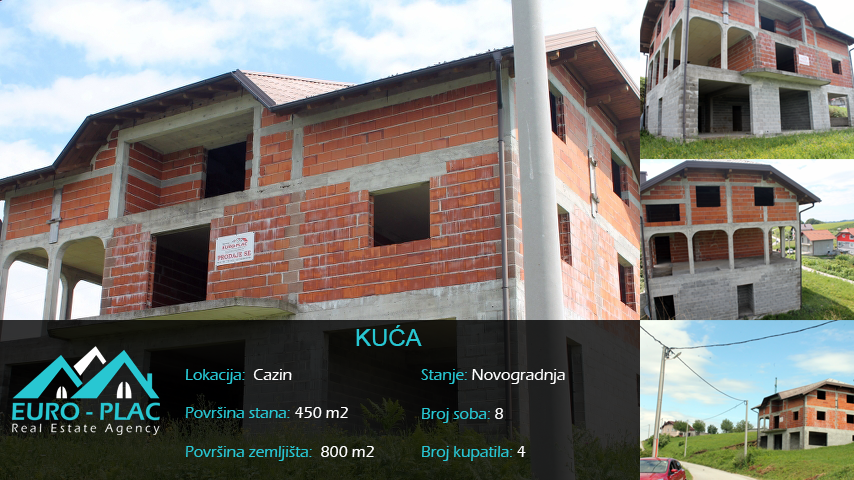 EURO-PLAC
PRODAJE SE
KUĆA
EURO - PLAC
Real Estate Agency
Lokacija: Cazin
Površina stana: 450 m2
Površina zemljišta: 800 m2
Stanje: Novogradnja
Broj soba: 8
Broj kupatila: 4